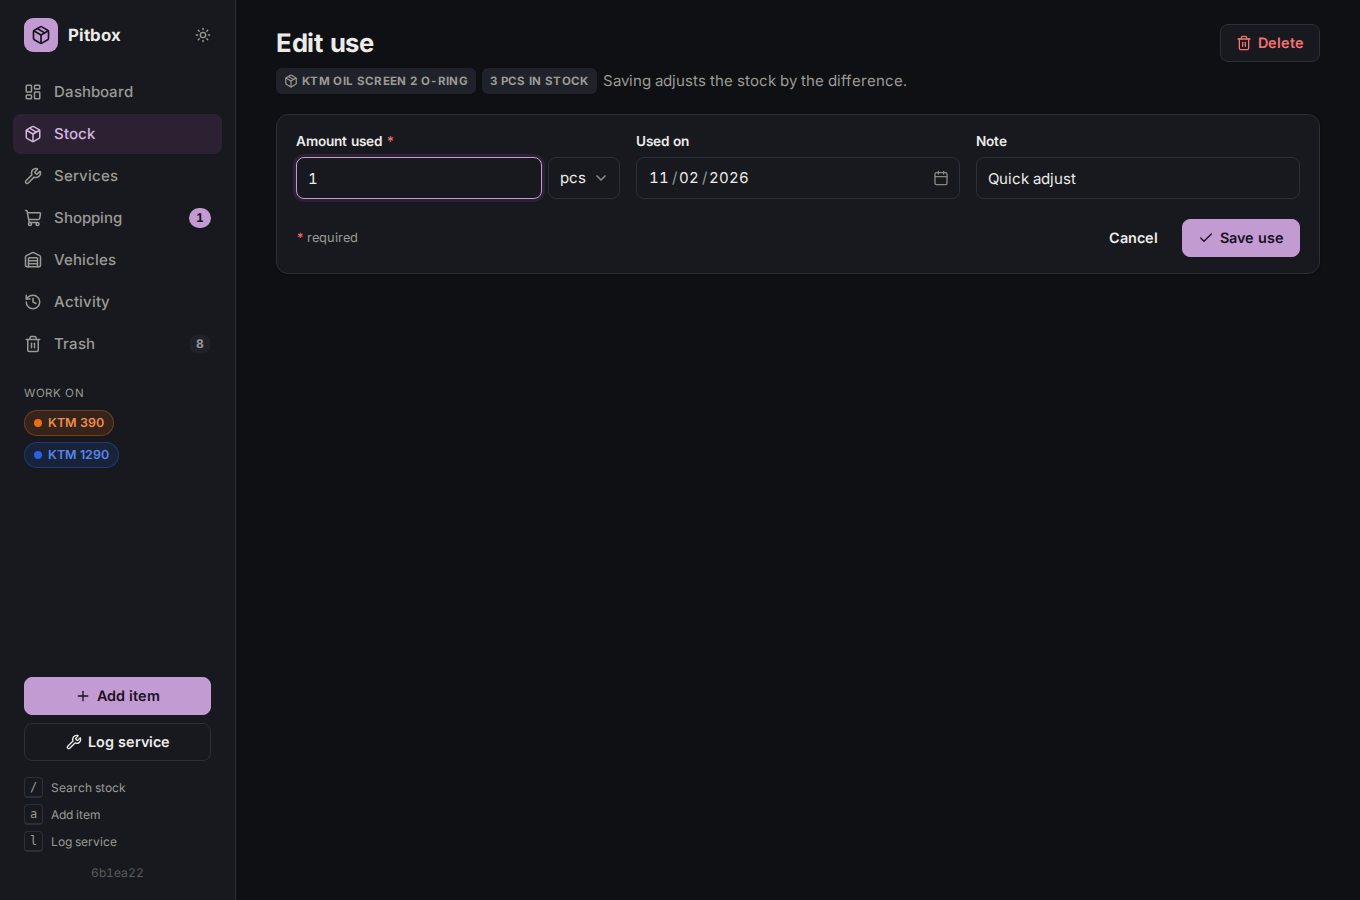 Pitbox
Dashboard
Stock
Services
Shopping 1
Vehicles
Activity
Trash 8
WORK ON
KTM 390
KTM 1290
Add item
Log service
/ Search stock
a Add item
l Log service
6b1ea22
Edit use
Delete
KTM OIL SCREEN 2 O-RING 3 PCS IN STOCK Saving adjusts the stock by the difference.
Amount used * Used on Note
1 pcs 11/02/2026 Quick adjust
* required Cancel Save use